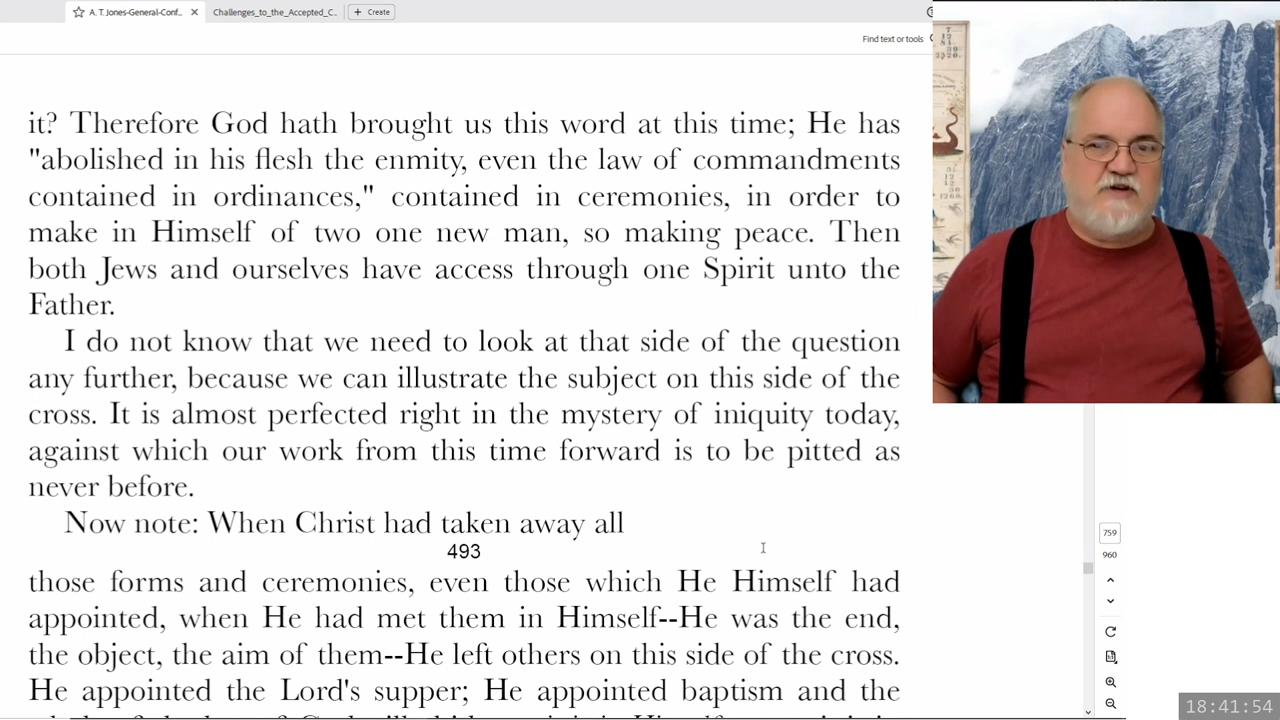 A. T. Jones-General-Conf...
Challenges_to_the_Accepted_C...
+ Create
Find text or tools
it? Therefore God hath brought us this word at this time; He has
"abolished in his flesh the enmity, even the law of commandments
contained in ordinances," contained in ceremonies, in order to
make in Himself of two one new man, so making peace. Then
both Jews and ourselves have access through one Spirit unto the
Father.
I do not know that we need to look at that side of the question
any further, because we can illustrate the subject on this side of the
cross. It is almost perfected right in the mystery of iniquity today,
against which our work from this time forward is to be pitted as
never before.
Now note: When Christ had taken away all
493
those forms and ceremonies, even those which He Himself had
appointed, when He had met them in Himself--He was the end,
the object, the aim of them--He left others on this side of the cross.
He appointed the Lord's supper; He appointed baptism and the
759
960
18:41:54